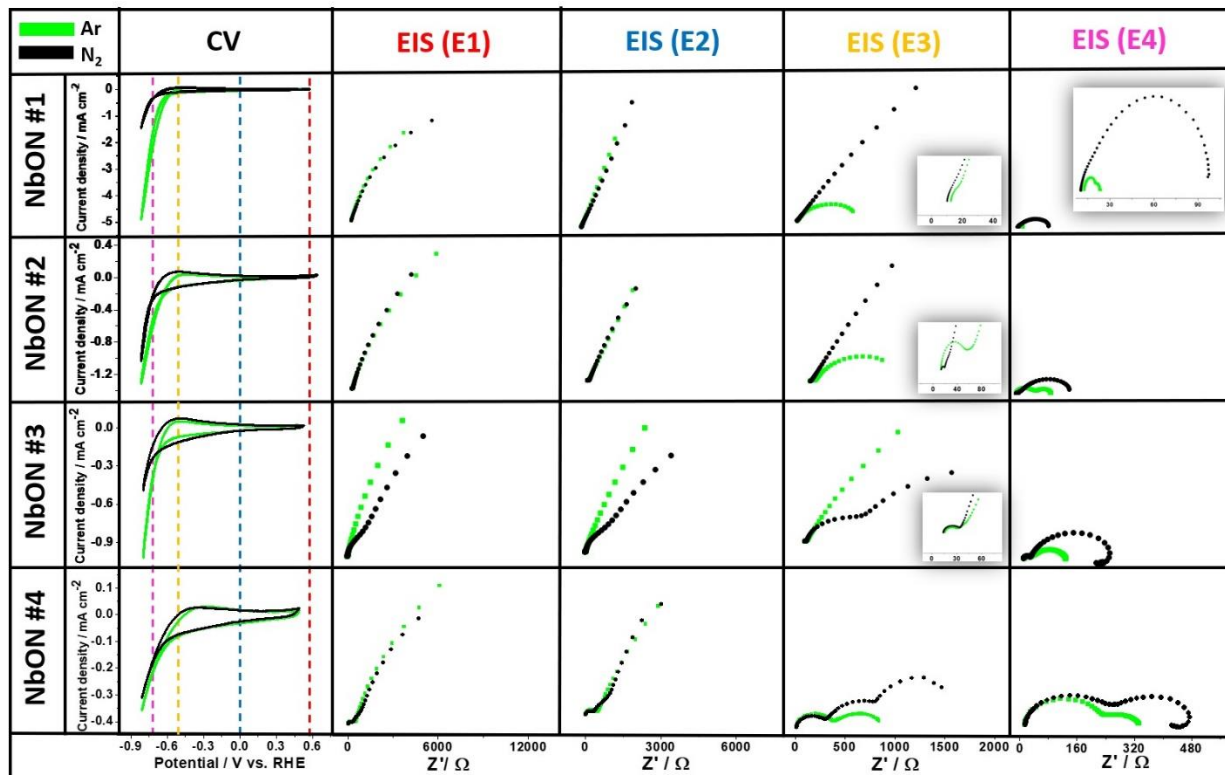 Ar
N2
CV
EIS (E1)
EIS (E2)
EIS (E3)
EIS (E4)
NbON #1
Current density / mA cm-2
0
-1
-2
-3
-4
-5
0 20 40
30 60 90
NbON #2
Current density / mA cm-2
0.4
0.0
-0.4
-0.8
-1.2
0 40 80
NbON #3
Current density / mA cm-2
0.0
-0.3
-0.6
-0.9
0 30 60
NbON #4
Current density / mA cm-2
0.1
0.0
-0.1
-0.2
-0.3
-0.4
-0.9 -0.6 -0.3 0.0 0.3 0.6
0 6000 12000
0 3000 6000
0 500 1000 1500 2000
0 160 320 480
Potential / V vs. RHE
Z'/ Ω
Z'/ Ω
Z'/ Ω
Z'/ Ω